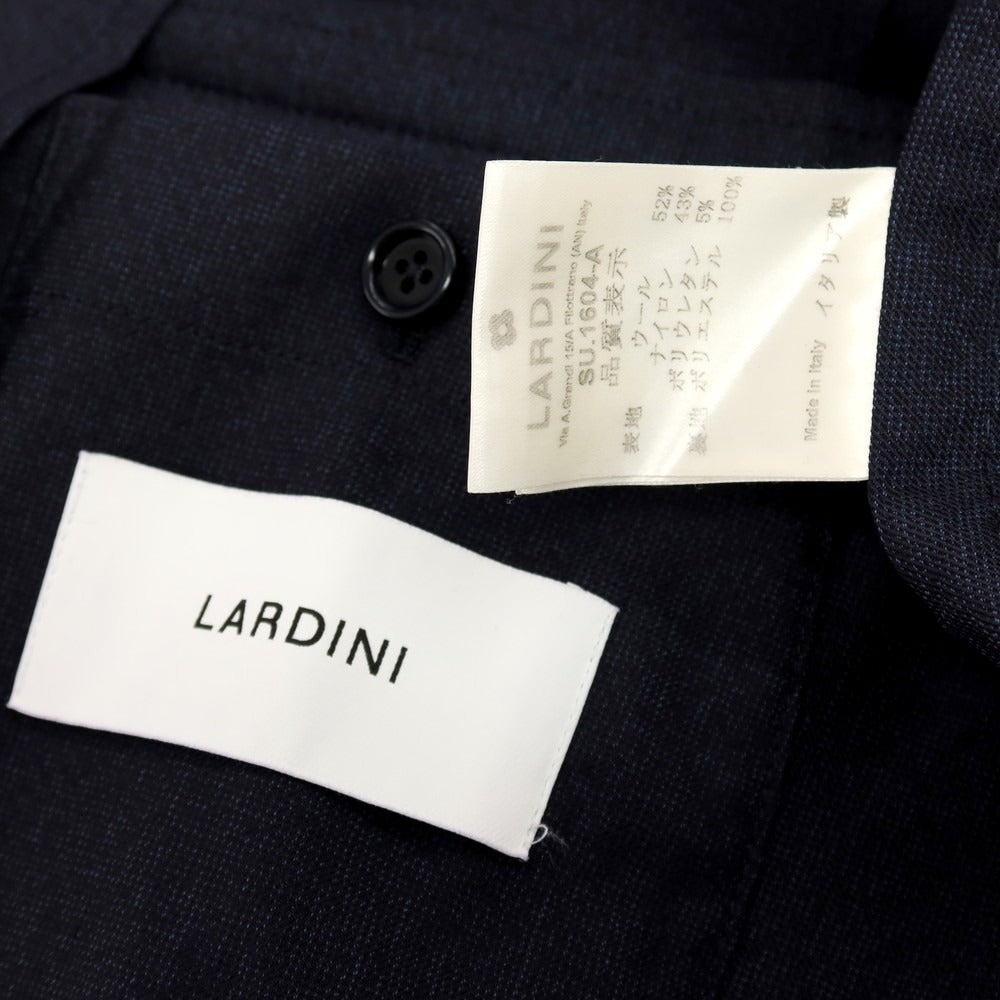 LARDINI
Via A.Grandi 15/A Filottrano (AN) Italy
SU.1604-A
品質表示
表地 ウール 52%
ナイロン 43%
ポリウレタン 5%
裏地 ポリエステル 100%
Made in Italy イタリア製
LARDINI